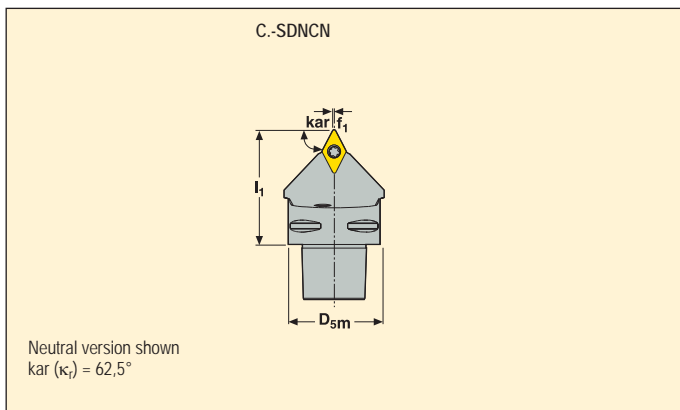 C.-SDNCN
kar f₁
l₁
D₅ₘ
Neutral version shown
kar (κᵣ) = 62,5°